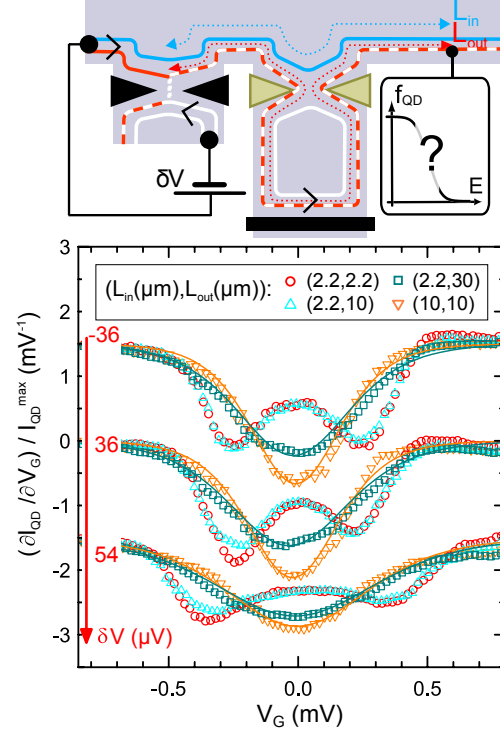 L_in
L_out
f_QD
?
E
δV
(L_in(μm),L_out(μm)):
(2.2,2.2)
(2.2,30)
(2.2,10)
(10,10)
(∂I_QD/∂V_G) / I_QD^max (mV⁻¹)
3
2
1
0
-1
-2
-3
-36
36
54
δV (μV)
-0.5
0.0
0.5
V_G (mV)